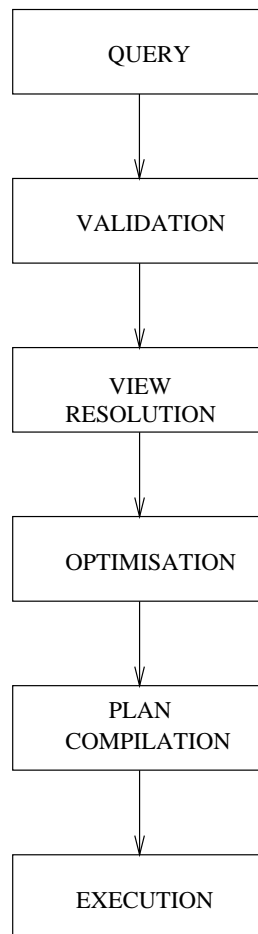 QUERY
VALIDATION
VIEW
RESOLUTION
OPTIMISATION
PLAN
COMPILATION
EXECUTION